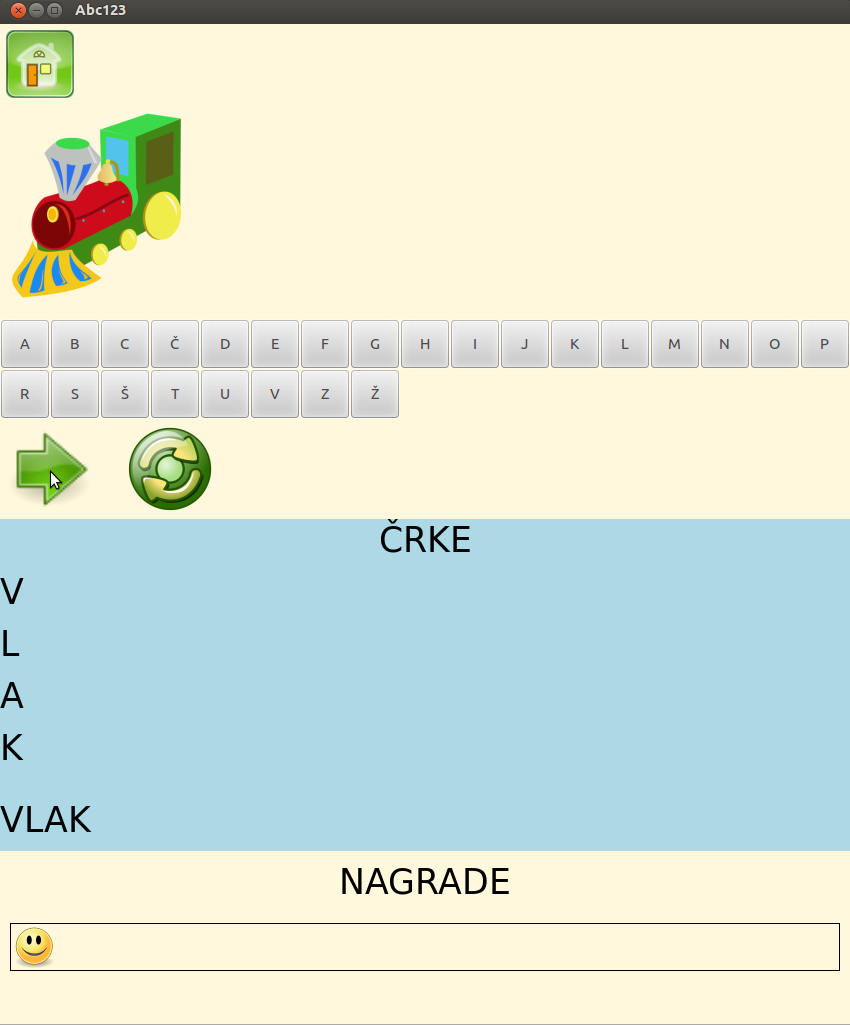 Abc123
A B C Č D E F G H I J K L M N O P
R S Š T U V Z Ž
ČRKE
V
L
A
K
VLAK
NAGRADE